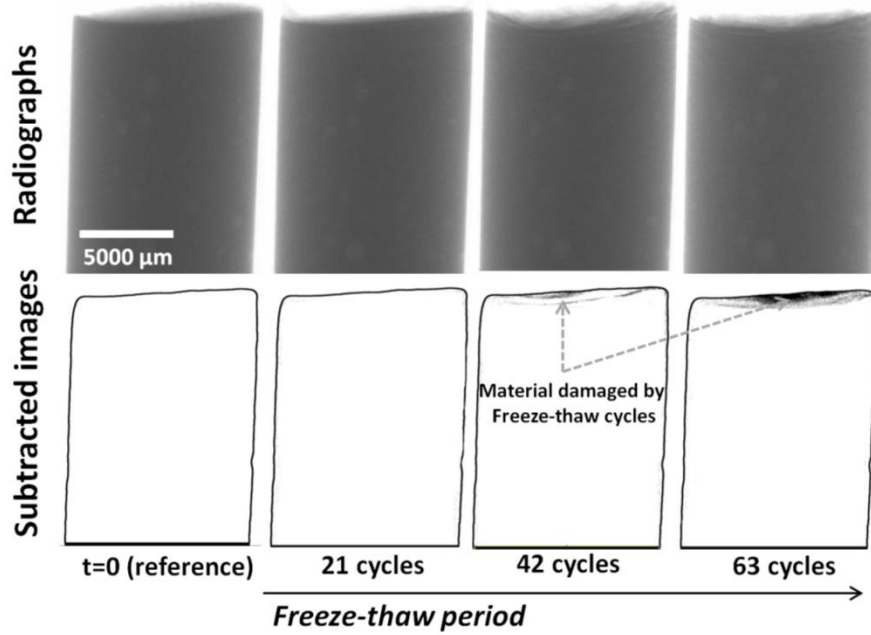 Radiographs
5000 µm
Subtracted images
Material damaged by
Freeze-thaw cycles
t=0 (reference)
21 cycles
42 cycles
63 cycles
Freeze-thaw period